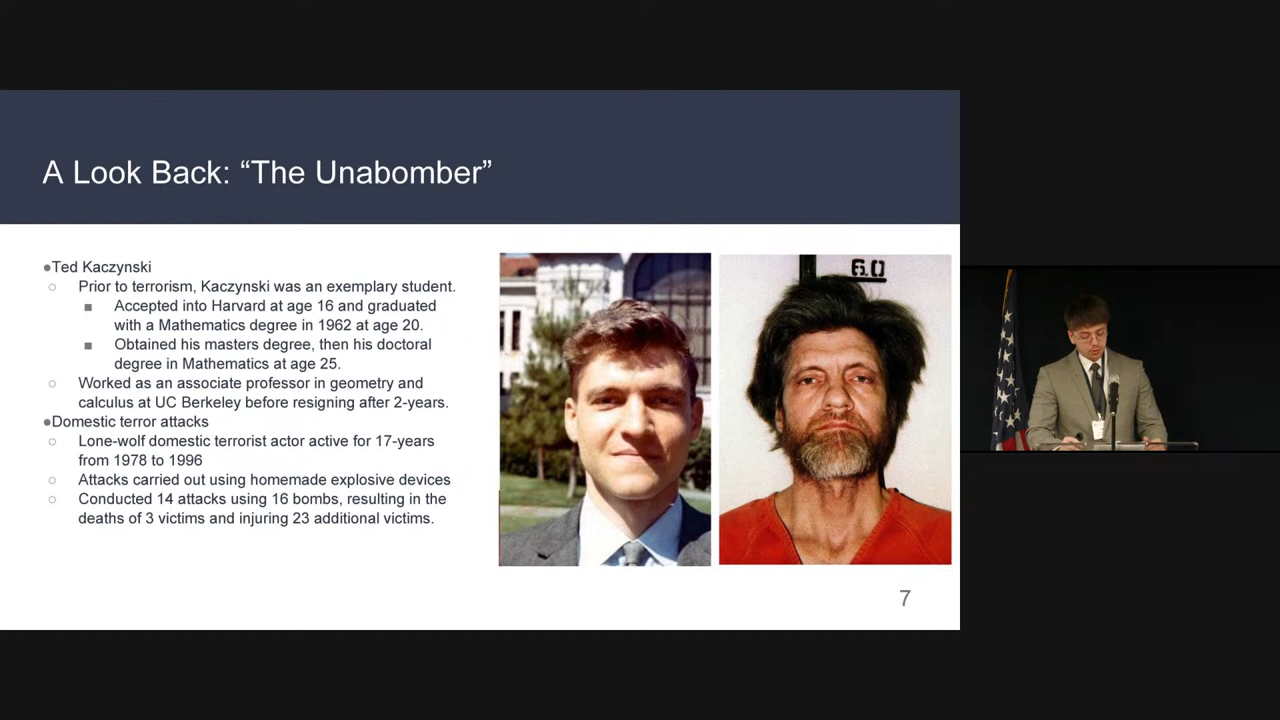 A Look Back: “The Unabomber”
●Ted Kaczynski
○ Prior to terrorism, Kaczynski was an exemplary student.
■ Accepted into Harvard at age 16 and graduated
with a Mathematics degree in 1962 at age 20.
■ Obtained his masters degree, then his doctoral
degree in Mathematics at age 25.
○ Worked as an associate professor in geometry and
calculus at UC Berkeley before resigning after 2-years.
●Domestic terror attacks
○ Lone-wolf domestic terrorist actor active for 17-years
from 1978 to 1996
○ Attacks carried out using homemade explosive devices
○ Conducted 14 attacks using 16 bombs, resulting in the
deaths of 3 victims and injuring 23 additional victims.
60
7